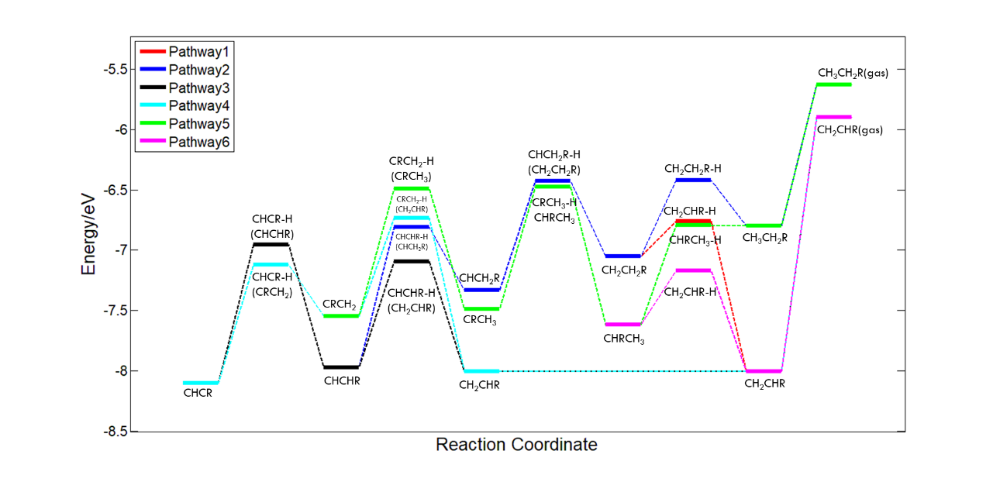 Pathway1
Pathway2
Pathway3
Pathway4
Pathway5
Pathway6
Energy/eV
-5.5
-6
-6.5
-7
-7.5
-8
-8.5
Reaction Coordinate
CHCR
CHCR-H
(CHCHR)
CHCR-H
(CRCH₂)
CRCH₂
CHCHR
CRCH₂-H
(CRCH₃)
CRCH₂-H
(CH₂CHR)
CHCHR-H
(CHCH₂R)
CHCHR-H
(CH₂CHR)
CHCH₂R
CRCH₃
CH₂CHR
CHCH₂R-H
(CH₂CH₂R)
CRCH₃-H
CHRCH₃
CH₂CH₂R
CHRCH₃
CH₂CH₂R-H
CH₂CHR-H
CHRCH₃-H
CH₂CHR-H
CH₃CH₂R
CH₂CHR
CH₃CH₂R(gas)
CH₂CHR(gas)